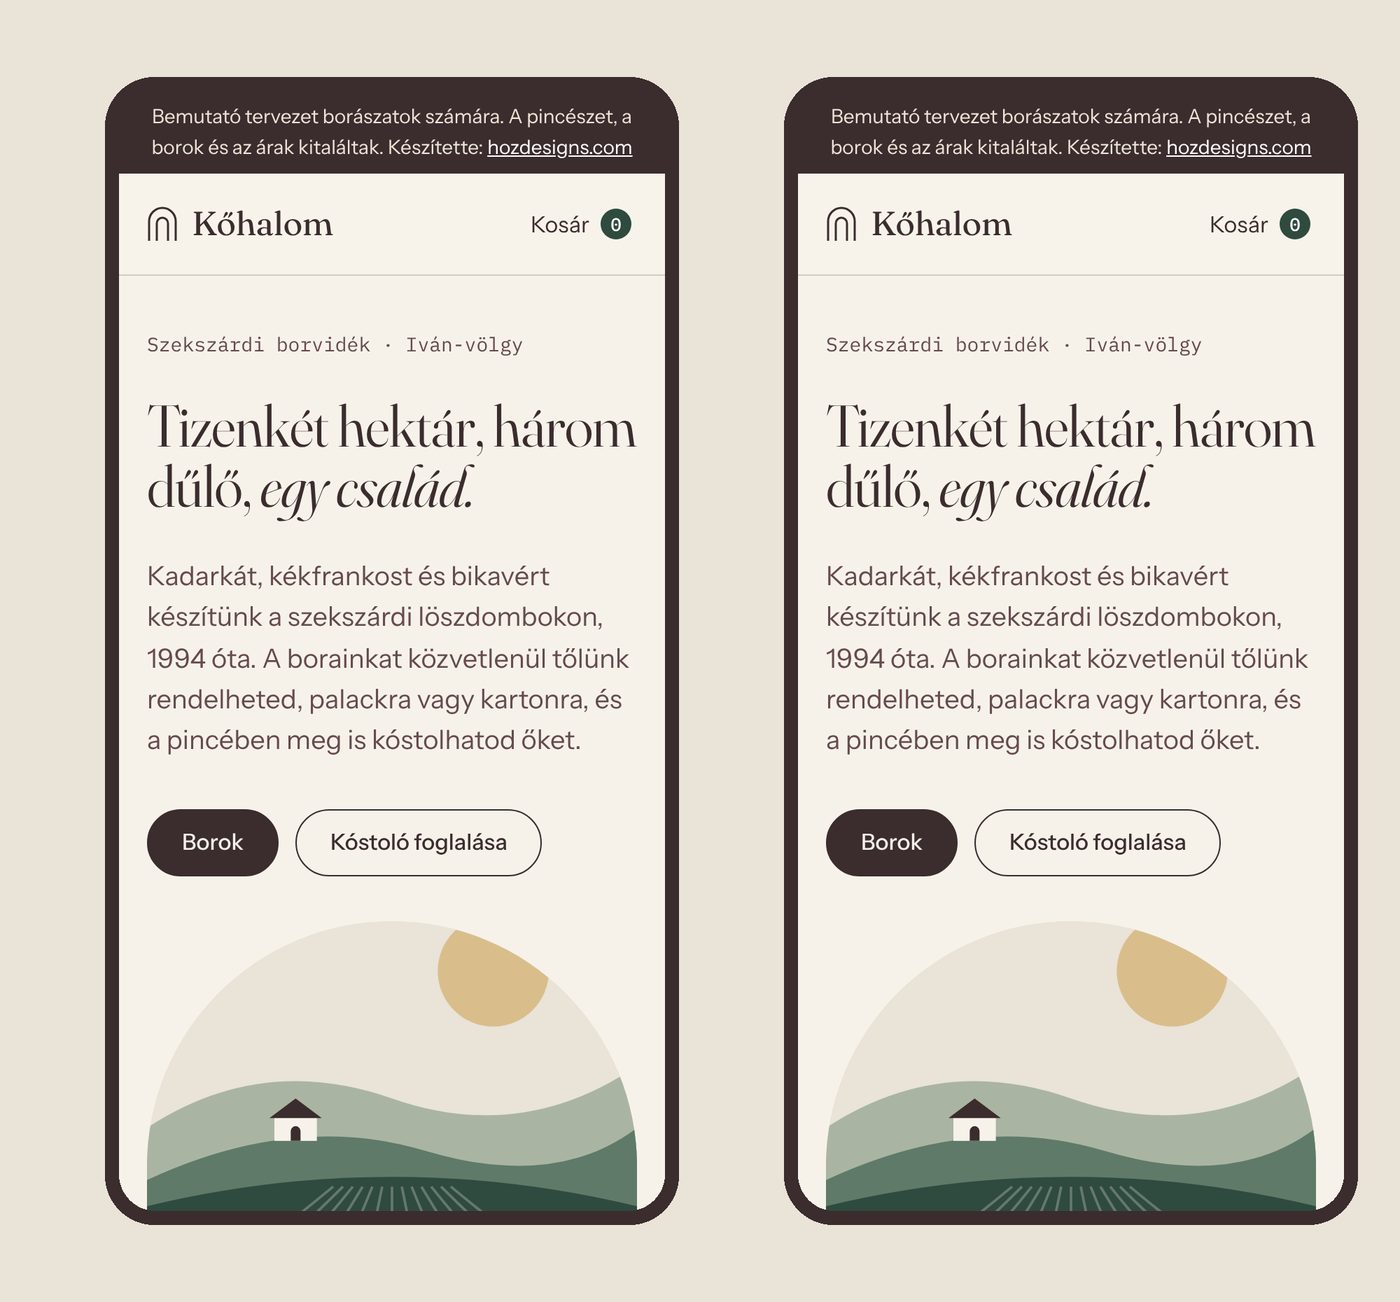 Bemutató tervezet borászatok számára. A pincészet, a
borok és az árak kitaláltak. Készítette: hozdesigns.com
Kőhalom
Kosár 0
Szekszárdi borvidék · Iván-völgy
Tizenkét hektár, három
dűlő, egy család.
Kadarkát, kékfrankost és bikavért
készítünk a szekszárdi löszdombokon,
1994 óta. A borainkat közvetlenül tőlünk
rendelheted, palackra vagy kartonra, és
a pincében meg is kóstolhatod őket.
Borok
Kóstoló foglalása
Bemutató tervezet borászatok számára. A pincészet, a
borok és az árak kitaláltak. Készítette: hozdesigns.com
Kőhalom
Kosár 0
Szekszárdi borvidék · Iván-völgy
Tizenkét hektár, három
dűlő, egy család.
Kadarkát, kékfrankost és bikavért
készítünk a szekszárdi löszdombokon,
1994 óta. A borainkat közvetlenül tőlünk
rendelheted, palackra vagy kartonra, és
a pincében meg is kóstolhatod őket.
Borok
Kóstoló foglalása